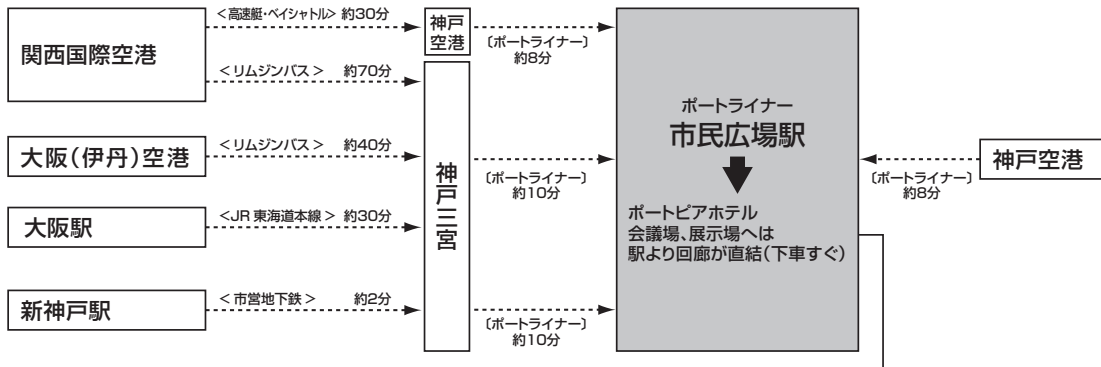 <高速艇・ベイシャトル> 約30分
関西国際空港
神戸
空港
〔ポートライナー〕
約8分
<リムジンバス> 約70分
大阪(伊丹)空港
<リムジンバス> 約40分
大阪駅
<JR 東海道本線> 約30分
新神戸駅
<市営地下鉄> 約2分
神戸三宮
〔ポートライナー〕
約10分
〔ポートライナー〕
約10分
ポートライナー
市民広場駅
ポートピアホテル
会議場、展示場へは
駅より回廊が直結(下車すぐ)
〔ポートライナー〕
約8分
神戸空港